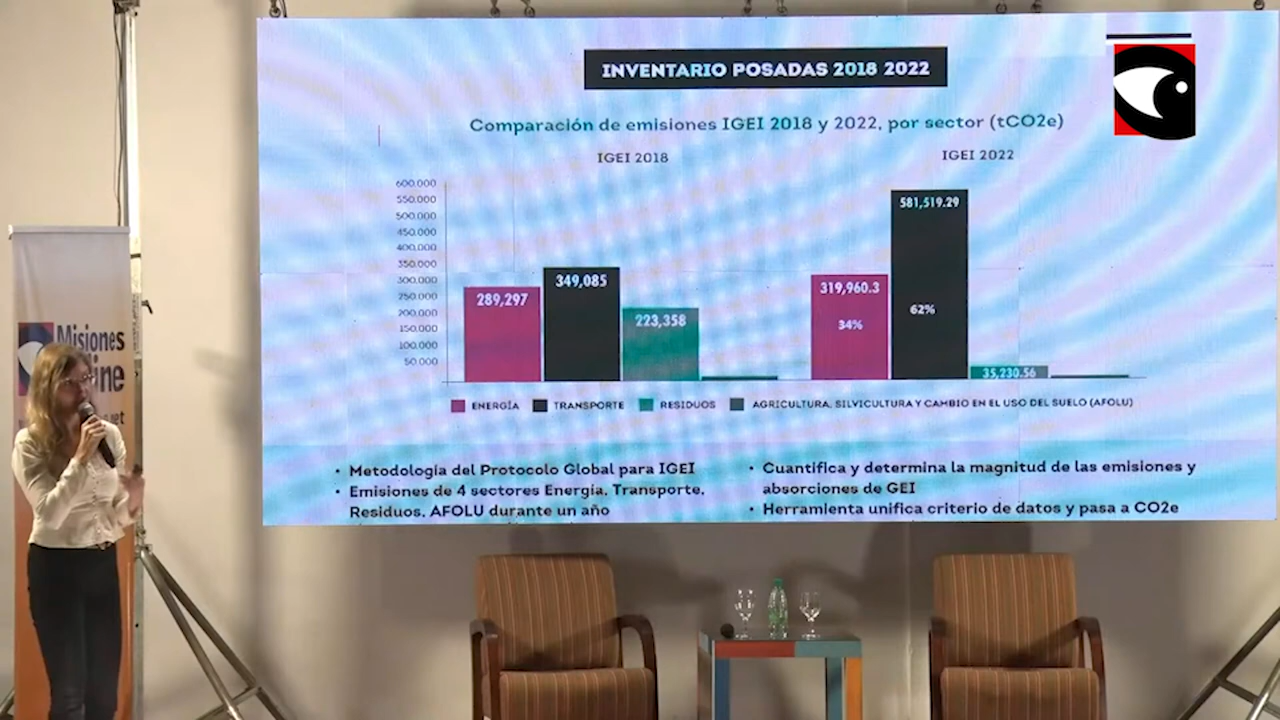 INVENTARIO POSADAS 2018 2022
Comparación de emisiones IGEI 2018 y 2022, por sector (tCO2e)
IGEI 2018
IGEI 2022
600.000
550.000
500.000
450.000
400.000
350.000
300.000
250.000
200.000
150.000
100.000
50.000
289,297
349,085
223,358
319,960.3
34%
581,519.29
62%
35,230.56
ENERGÍA
TRANSPORTE
RESIDUOS
AGRICULTURA, SILVICULTURA Y CAMBIO EN EL USO DEL SUELO (AFOLU)
• Metodología del Protocolo Global para IGEI
• Emisiones de 4 sectores Energía, Transporte,
Residuos, AFOLU durante un año
• Cuantifica y determina la magnitud de las emisiones y
absorciones de GEI
• Herramienta unifica criterio de datos y pasa a CO2e
Misiones